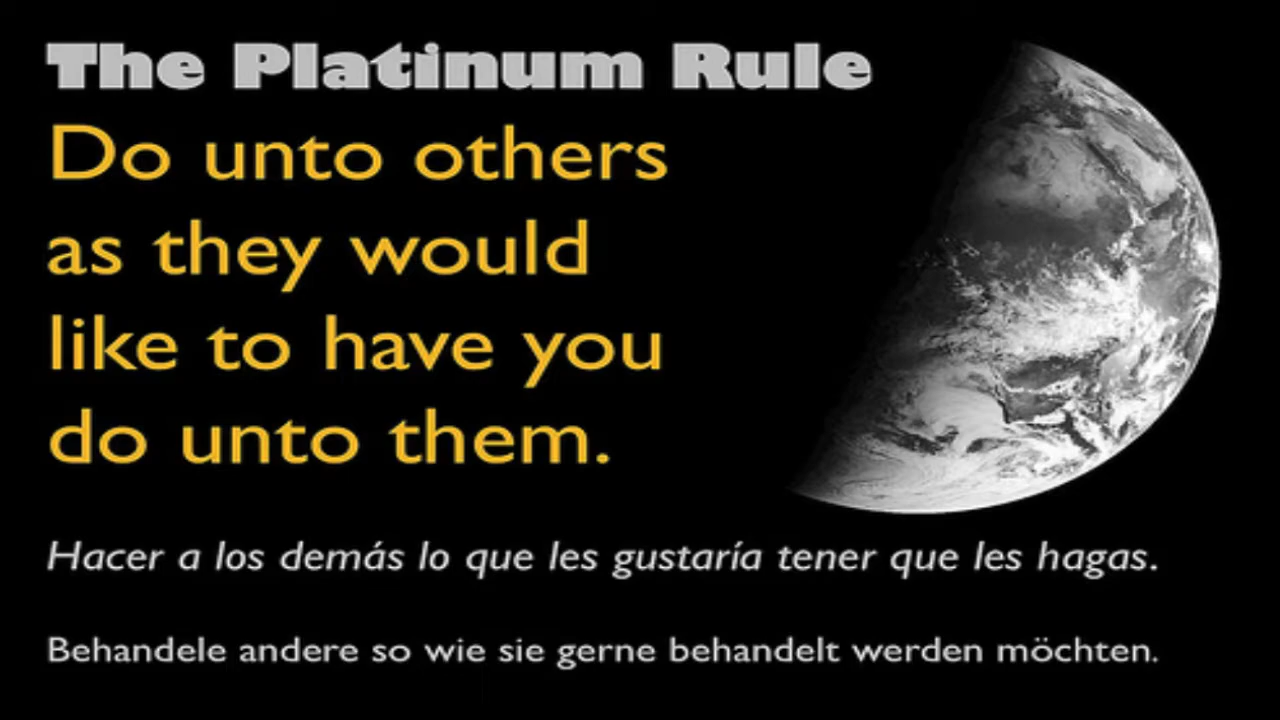 The Platinum Rule
Do unto others
as they would
like to have you
do unto them.
Hacer a los demás lo que les gustaría tener que les hagas.
Behandele andere so wie sie gerne behandelt werden möchten.